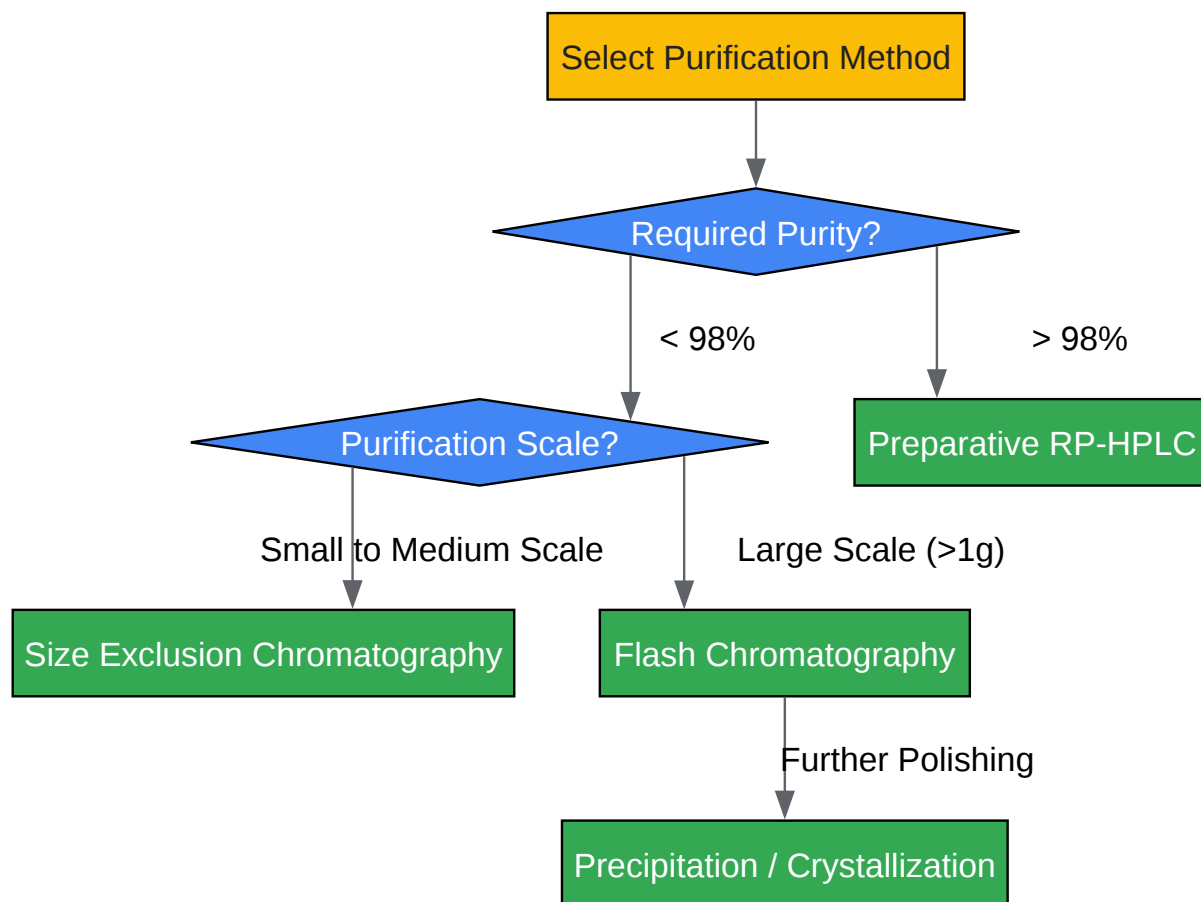 Select Purification Method
Required Purity?
< 98%
> 98%
Purification Scale?
Preparative RP-HPLC
Small to Medium Scale
Large Scale (>1g)
Size Exclusion Chromatography
Flash Chromatography
Further Polishing
Precipitation / Crystallization